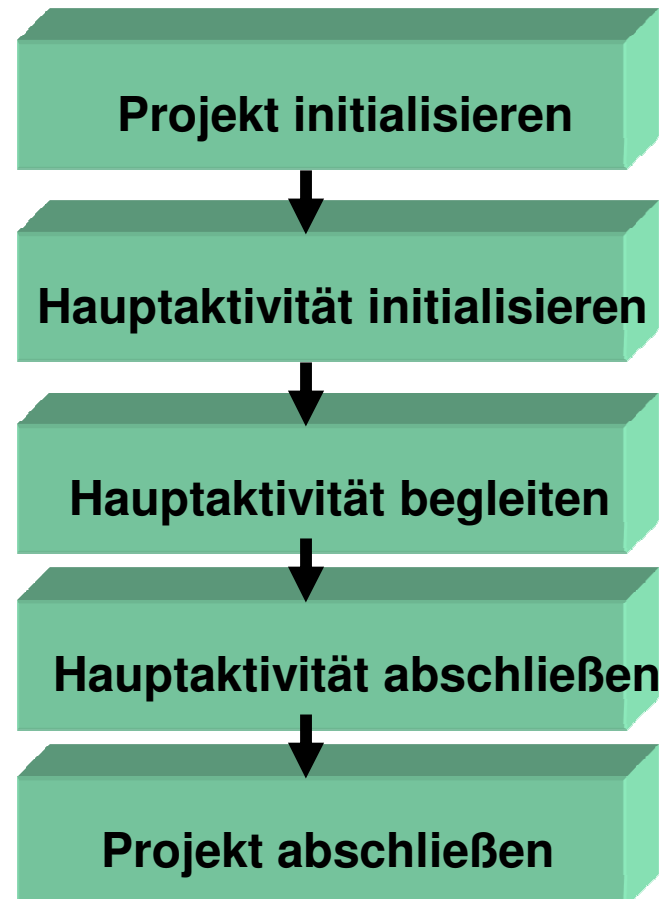 Projekt initialisieren
Hauptaktivität initialisieren
Hauptaktivität begleiten
Hauptaktivität abschließen
Projekt abschließen